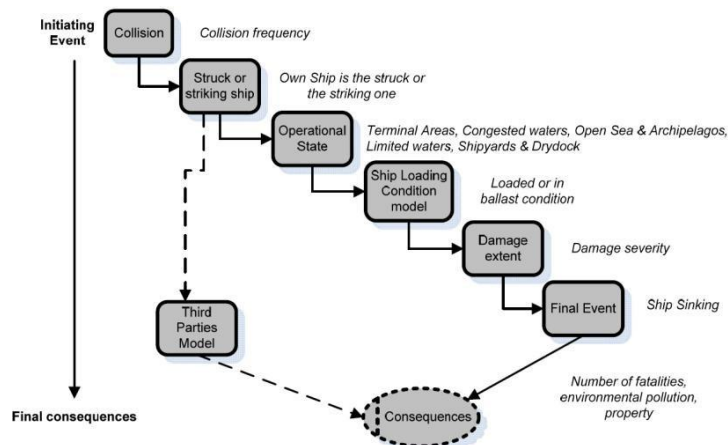 Initiating
Event
Collision
Collision frequency
Struck or
striking ship
Own Ship is the struck or
the striking one
Operational
State
Terminal Areas, Congested waters, Open Sea & Archipelagos,
Limited waters, Shipyards & Drydock
Ship Loading
Condition
model
Loaded or in
ballast condition
Damage
extent
Damage severity
Final Event
Ship Sinking
Third
Parties
Model
Consequences
Number of fatalities,
environmental pollution,
property
Final consequences